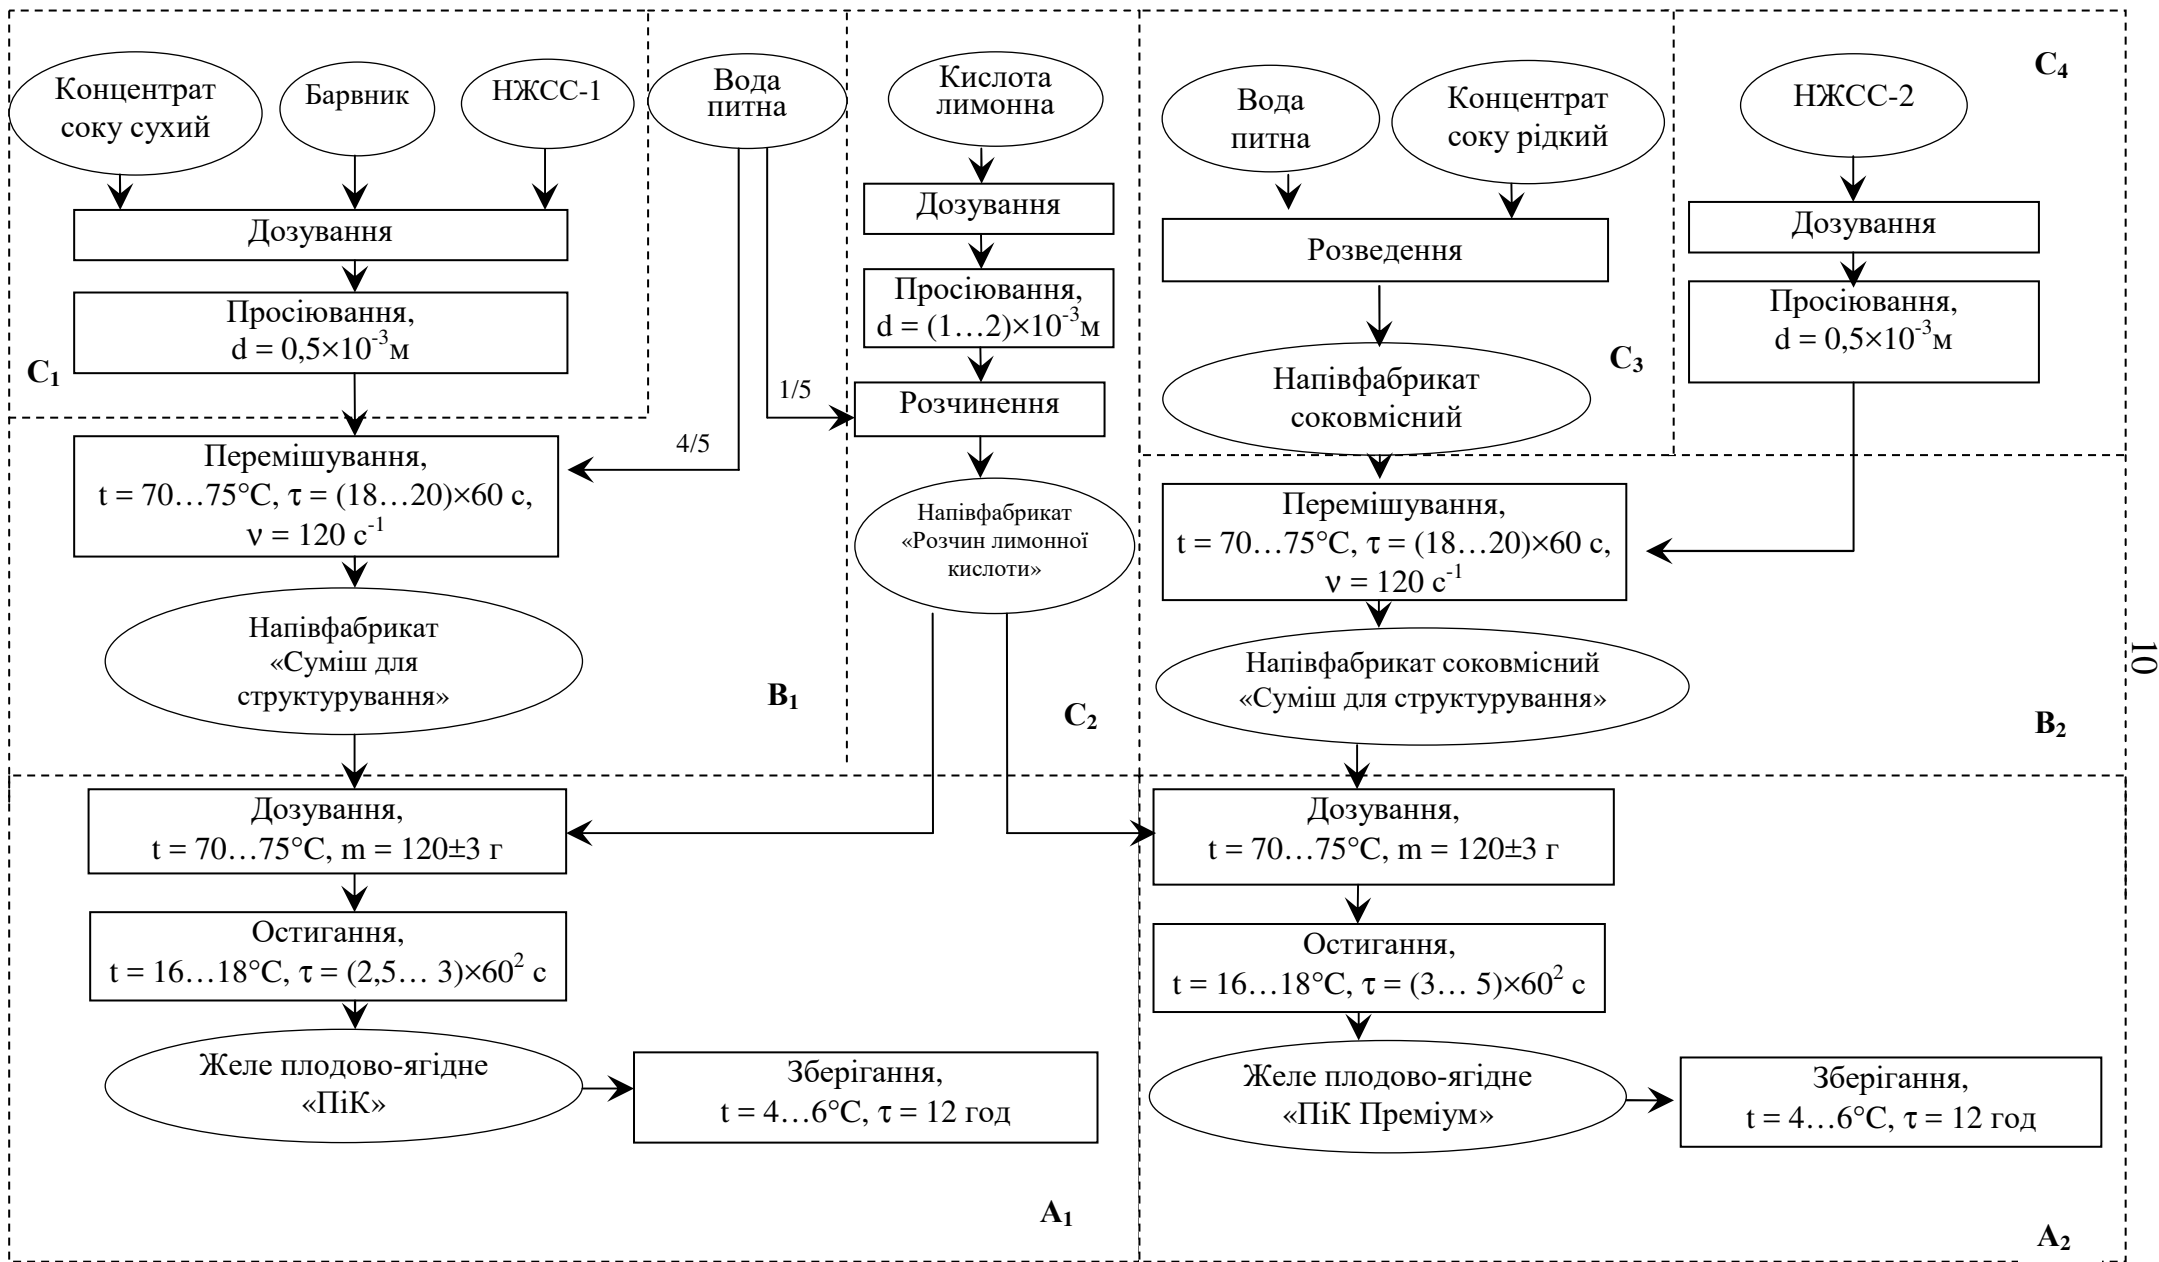 Концентрат
соку сухий
Барвник
НЖСС-1
Вода
питна
Кислота
лимонна
Вода
питна
Концентрат
соку рідкий
НЖСС-2
C₄
Дозування
Просіювання,
d = 0,5×10⁻³м
C₁
Дозування
Просіювання,
d = (1…2)×10⁻³м
Розчинення
1/5
4/5
Розведення
Напівфабрикат
соковмісний
C₃
Дозування
Просіювання,
d = 0,5×10⁻³м
Перемішування,
t = 70…75°C, τ = (18…20)×60 с,
ν = 120 с⁻¹
Напівфабрикат
«Суміш для
структурування»
B₁
Напівфабрикат
«Розчин лимонної
кислоти»
C₂
Перемішування,
t = 70…75°C, τ = (18…20)×60 с,
ν = 120 с⁻¹
Напівфабрикат соковмісний
«Суміш для структурування»
B₂
10
Дозування,
t = 70…75°C, m = 120±3 г
Остигання,
t = 16…18°C, τ = (2,5… 3)×60² с
Желе плодово-ягідне
«ПіК»
Зберігання,
t = 4…6°C, τ = 12 год
A₁
Дозування,
t = 70…75°C, m = 120±3 г
Остигання,
t = 16…18°C, τ = (3… 5)×60² с
Желе плодово-ягідне
«ПіК Преміум»
Зберігання,
t = 4…6°C, τ = 12 год
A₂